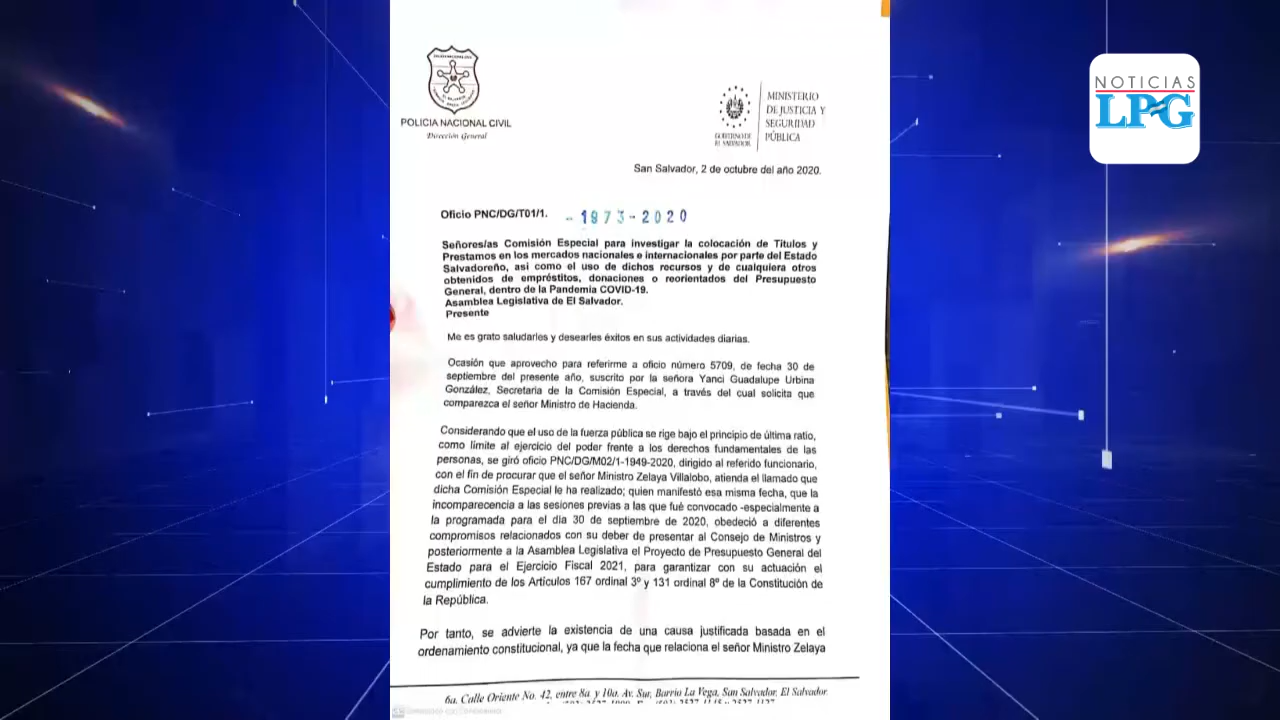 NOTICIAS
LPG
POLICIA NACIONAL CIVIL
Dirección General
GOBIERNO DE
EL SALVADOR
MINISTERIO
DE JUSTICIA Y
SEGURIDAD
PÚBLICA
San Salvador, 2 de octubre del año 2020.
Oficio PNC/DG/T01/1. - 1973-2020
Señores/as Comisión Especial para investigar la colocación de Titulos y
Prestamos en los mercados nacionales e internacionales por parte del Estado
Salvadoreño, asi como el uso de dichos recursos y de cualquiera otros
obtenidos de empréstitos, donaciones o reorientados del Presupuesto
General, dentro de la Pandemia COVID-19.
Asamblea Legislativa de El Salvador.
Presente
Me es grato saludarles y desearles éxitos en sus actividades diarias.
Ocasión que aprovecho para referirme a oficio número 5709, de fecha 30 de
septiembre del presente año, suscrito por la señora Yanci Guadalupe Urbina
González, Secretaria de la Comisión Especial, a través del cual solicita que
comparezca el señor Ministro de Hacienda.
Considerando que el uso de la fuerza pública se rige bajo el principio de última ratio,
como límite al ejercicio del poder frente a los derechos fundamentales de las
personas, se giró oficio PNC/DG/M02/1-1949-2020, dirigido al referido funcionario,
con el fin de procurar que el señor Ministro Zelaya Villalobo, atienda el llamado que
dicha Comisión Especial le ha realizado; quien manifestó esa misma fecha, que la
incomparecencia a las sesiones previas a las que fué convocado -especialmente a
la programada para el día 30 de septiembre de 2020, obedeció a diferentes
compromisos relacionados con su deber de presentar al Consejo de Ministros y
posteriormente a la Asamblea Legislativa el Proyecto de Presupuesto General del
Estado para el Ejercicio Fiscal 2021, para garantizar con su actuación el
cumplimiento de los Artículos 167 ordinal 3º y 131 ordinal 8º de la Constitución de
la República.
Por tanto, se advierte la existencia de una causa justificada basada en el
ordenamiento constitucional, ya que la fecha que relaciona el señor Ministro Zelaya
6a. Calle Oriente No. 42, entre 8a y 10a. Av. Sur, Barrio La Vega, San Salvador, El Salvador.